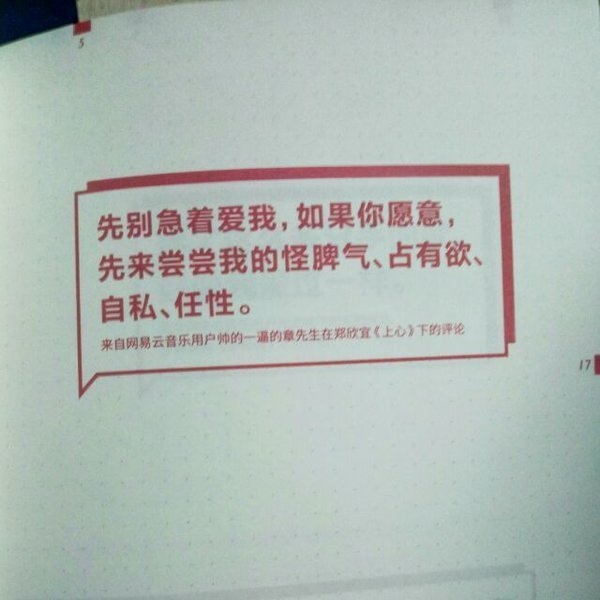 5
先别急着爱我，如果你愿意，
先来尝尝我的怪脾气、占有欲、
自私、任性。
来自网易云音乐用户帅的一逼的章先生在郑欣宜《上心》下的评论
17